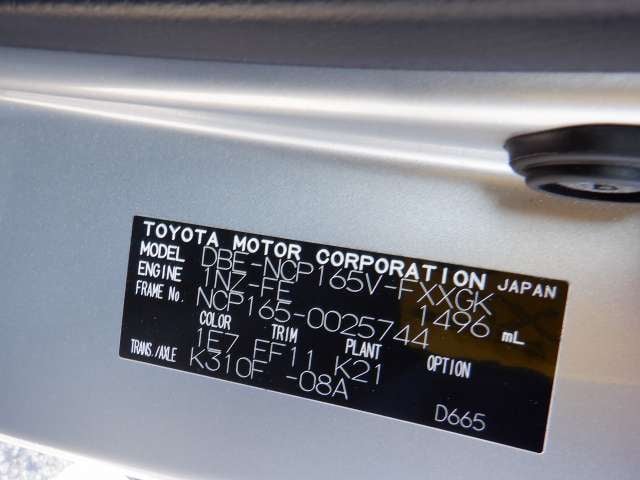 TOYOTA MOTOR CORPORATION JAPAN
MODEL DBE-NCP165V-FXXGK
ENGINE 1NZ-FE 1496 mL
FRAME No. NCP165-0025744
COLOR TRIM PLANT OPTION
1E7 FF11 K21
TRANS./AXLE K310F -08A
D665